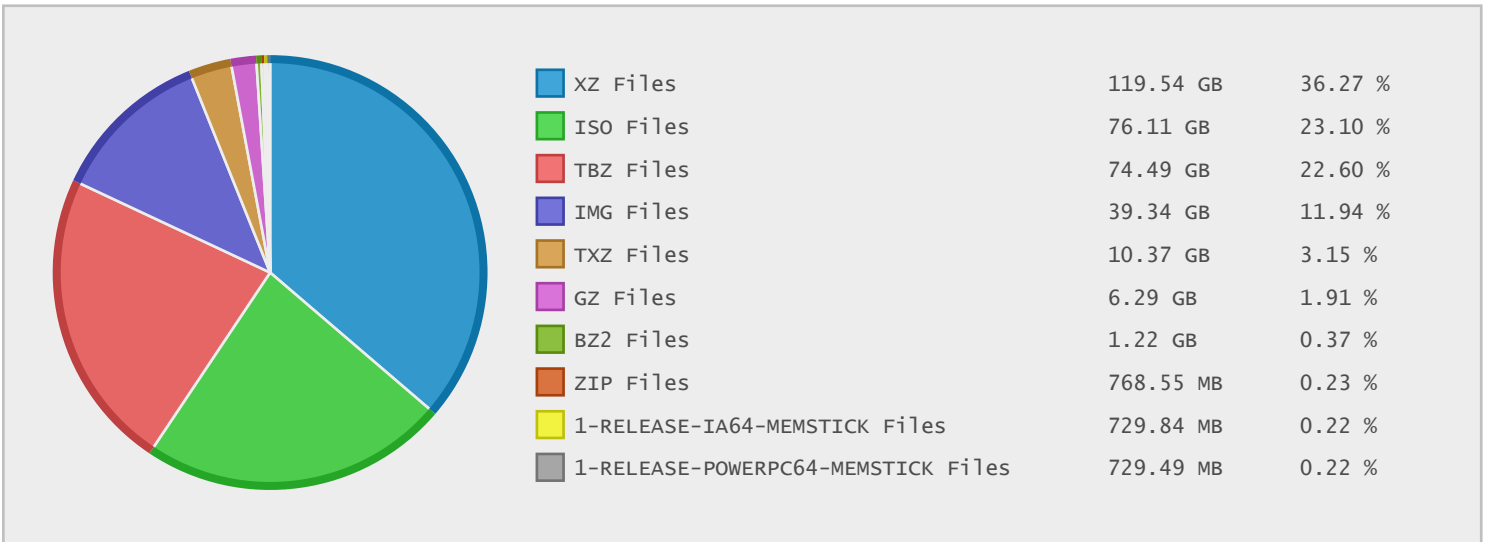 XZ Files 119.54 GB 36.27 %
ISO Files 76.11 GB 23.10 %
TBZ Files 74.49 GB 22.60 %
IMG Files 39.34 GB 11.94 %
TXZ Files 10.37 GB 3.15 %
GZ Files 6.29 GB 1.91 %
BZ2 Files 1.22 GB 0.37 %
ZIP Files 768.55 MB 0.23 %
1-RELEASE-IA64-MEMSTICK Files 729.84 MB 0.22 %
1-RELEASE-POWERPC64-MEMSTICK Files 729.49 MB 0.22 %